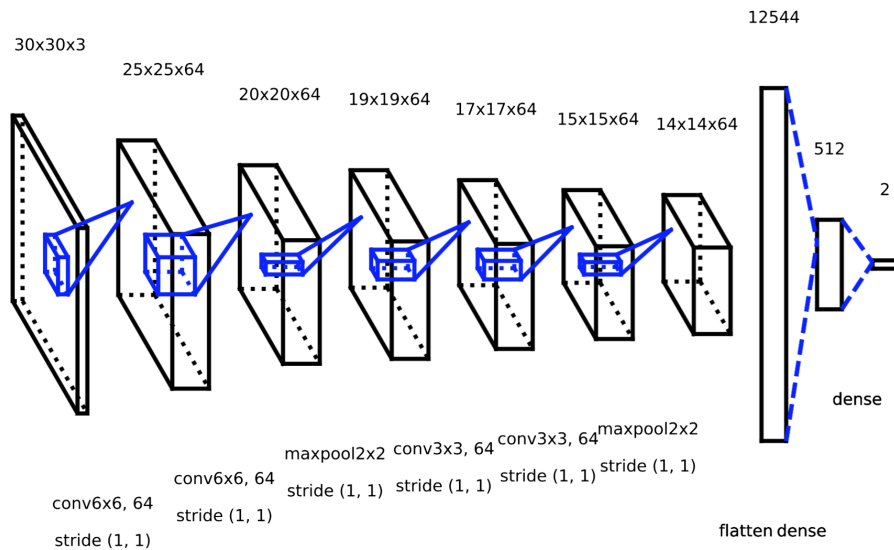 30x30x3
25x25x64
20x20x64
19x19x64
17x17x64
15x15x64
14x14x64
12544
512
2
conv6x6, 64
stride (1, 1)
conv6x6, 64
stride (1, 1)
maxpool2x2
stride (1, 1)
conv3x3, 64
stride (1, 1)
conv3x3, 64
stride (1, 1)
maxpool2x2
stride (1, 1)
flatten dense
dense